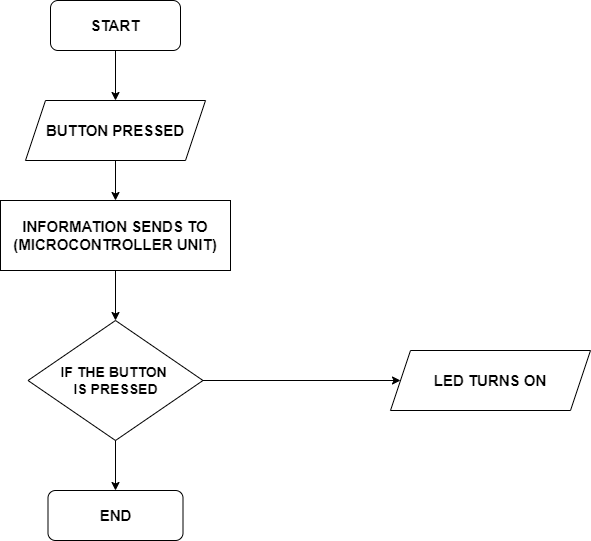 START
BUTTON PRESSED
INFORMATION SENDS TO
(MICROCONTROLLER UNIT)
IF THE BUTTON
IS PRESSED
LED TURNS ON
END